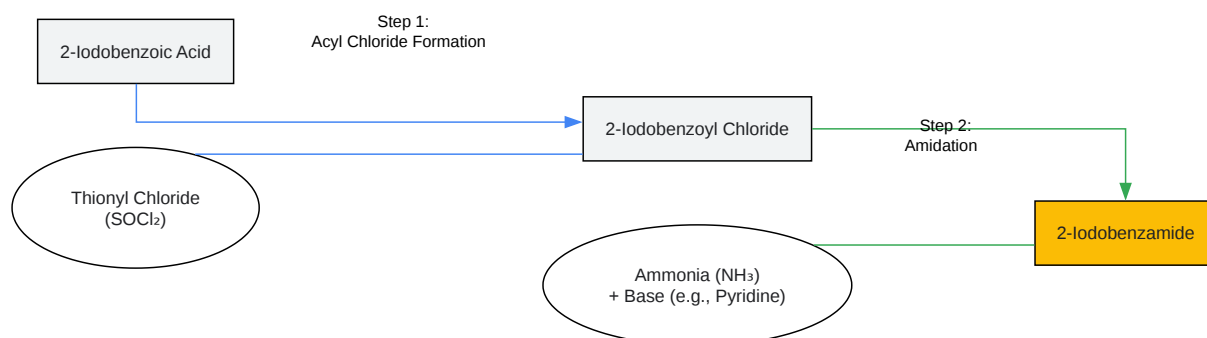 Step 1:
Acyl Chloride Formation
2-Iodobenzoic Acid
2-Iodobenzoyl Chloride
Step 2:
Amidation
Thionyl Chloride
(SOCl₂)
2-Iodobenzamide
Ammonia (NH₃)
+ Base (e.g., Pyridine)